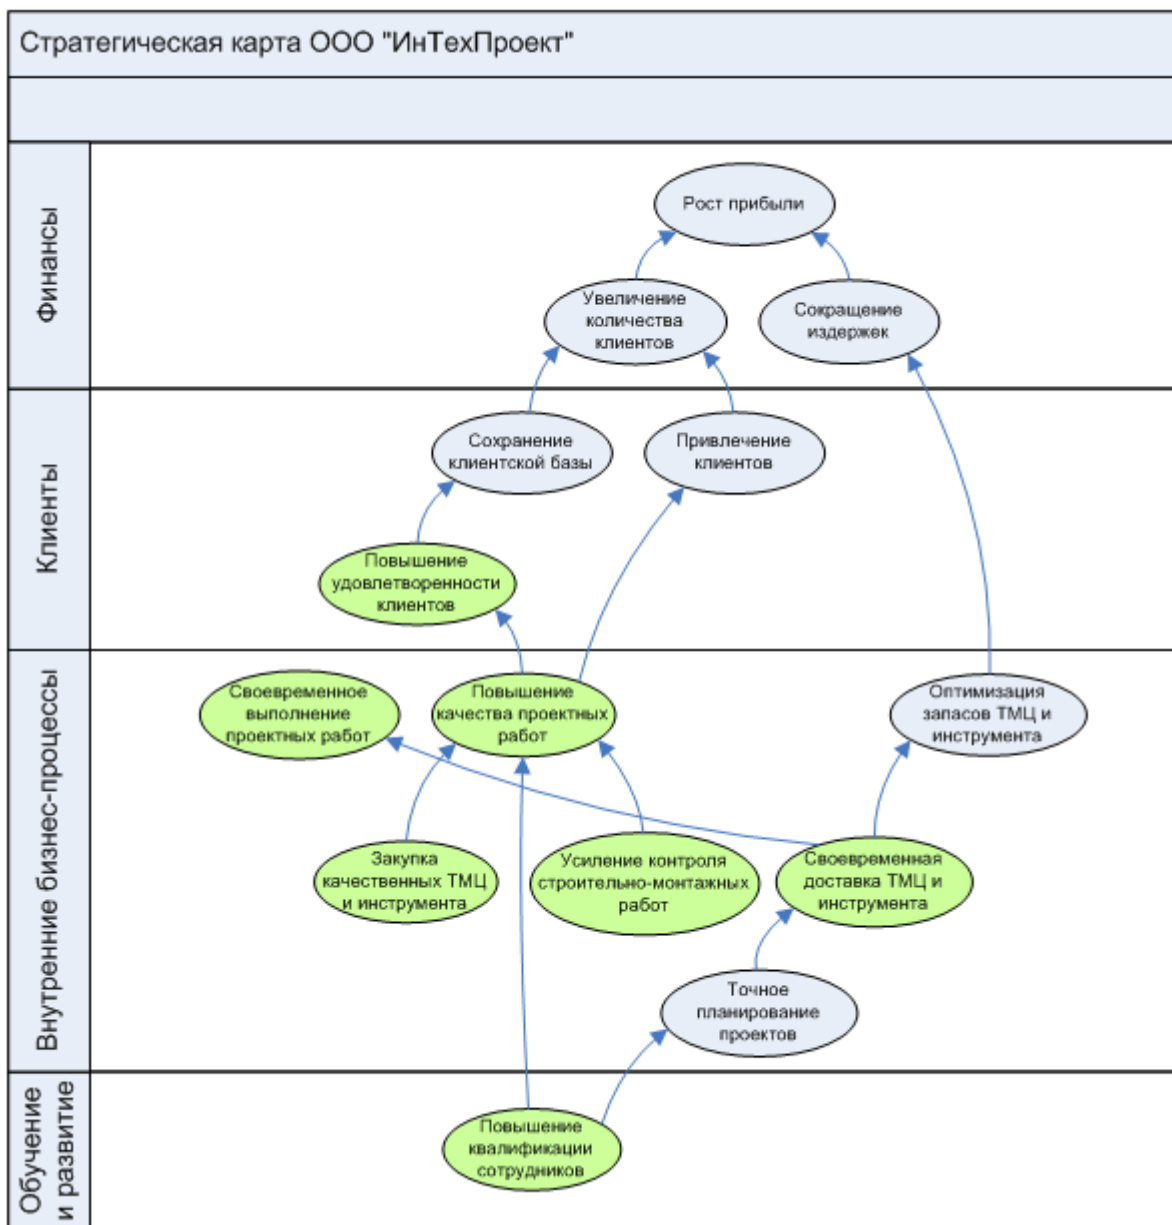 Стратегическая карта ООО "ИнТехПроект"
Финансы
Рост прибыли
Увеличение
количества
клиентов
Сокращение
издержек
Клиенты
Сохранение
клиентской базы
Привлечение
клиентов
Повышение
удовлетворенности
клиентов
Внутренние бизнес-процессы
Своевременное
выполнение
проектных работ
Повышение
качества проектных
работ
Оптимизация
запасов ТМЦ и
инструмента
Закупка
качественных ТМЦ
и инструмента
Усиление контроля
строительно-монтажных
работ
Своевременная
доставка ТМЦ и
инструмента
Точное
планирование
проектов
Обучение
и развитие
Повышение
квалификации
сотрудников